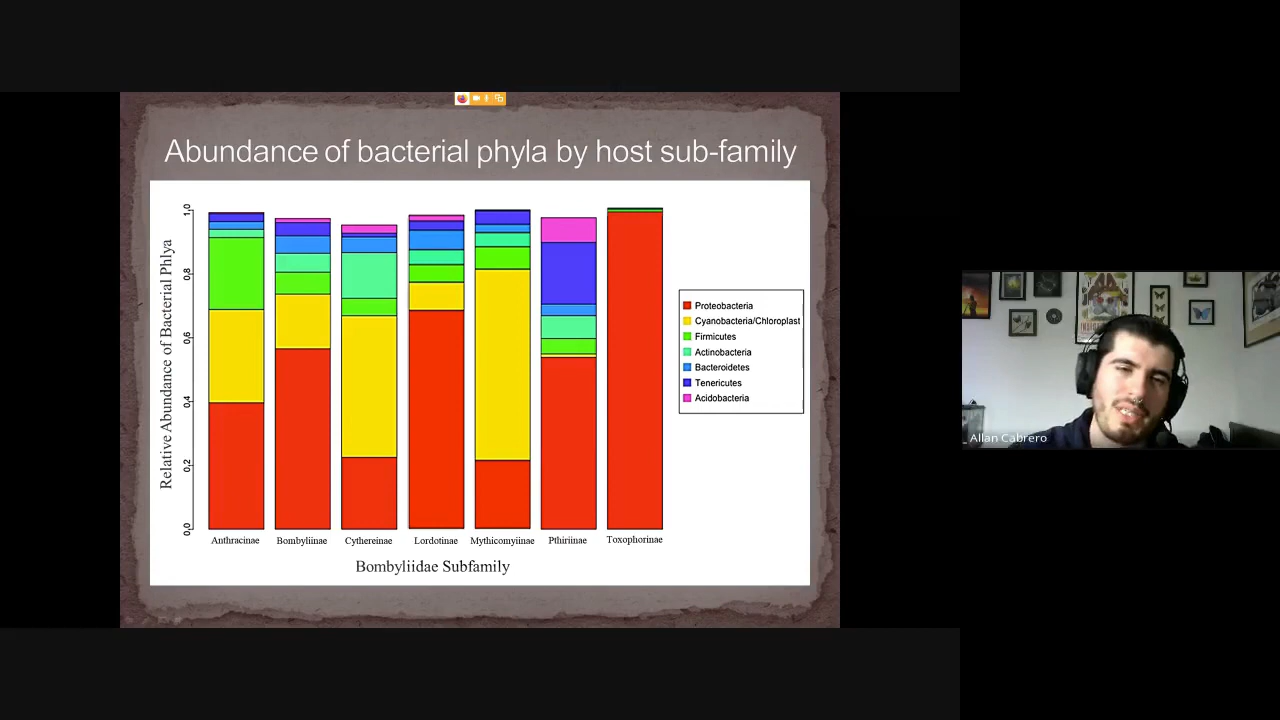 Abundance of bacterial phyla by host sub-family
Relative Abundance of Bacterial Phlya
1.0
0.8
0.6
0.4
0.2
0.0
Proteobacteria
Cyanobacteria/Chloroplast
Firmicutes
Actinobacteria
Bacteroidetes
Tenericutes
Acidobacteria
Anthracinae Bombyliinae Cythereinae Lordotinae Mythicomyiinae Pthiriinae Toxophorinae
Bombyliidae Subfamily
Allan Cabrero